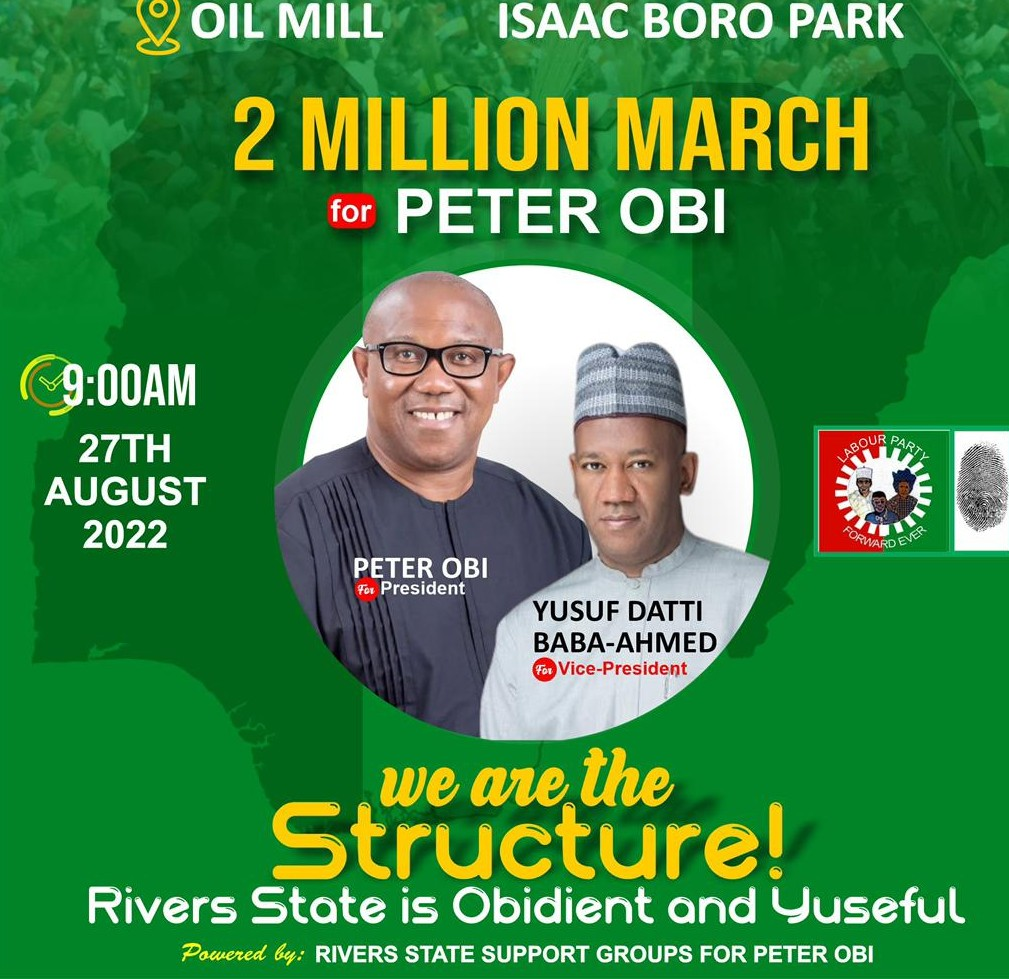 OIL MILL ISAAC BORO PARK
2 MILLION MARCH
for PETER OBI
9:00AM
27TH
AUGUST
2022
PETER OBI
For President
YUSUF DATTI
BABA-AHMED
For Vice-President
LABOUR PARTY
FORWARD EVER
we are the
Structure!
Rivers State is Obidient and Yuseful
Powered by: RIVERS STATE SUPPORT GROUPS FOR PETER OBI